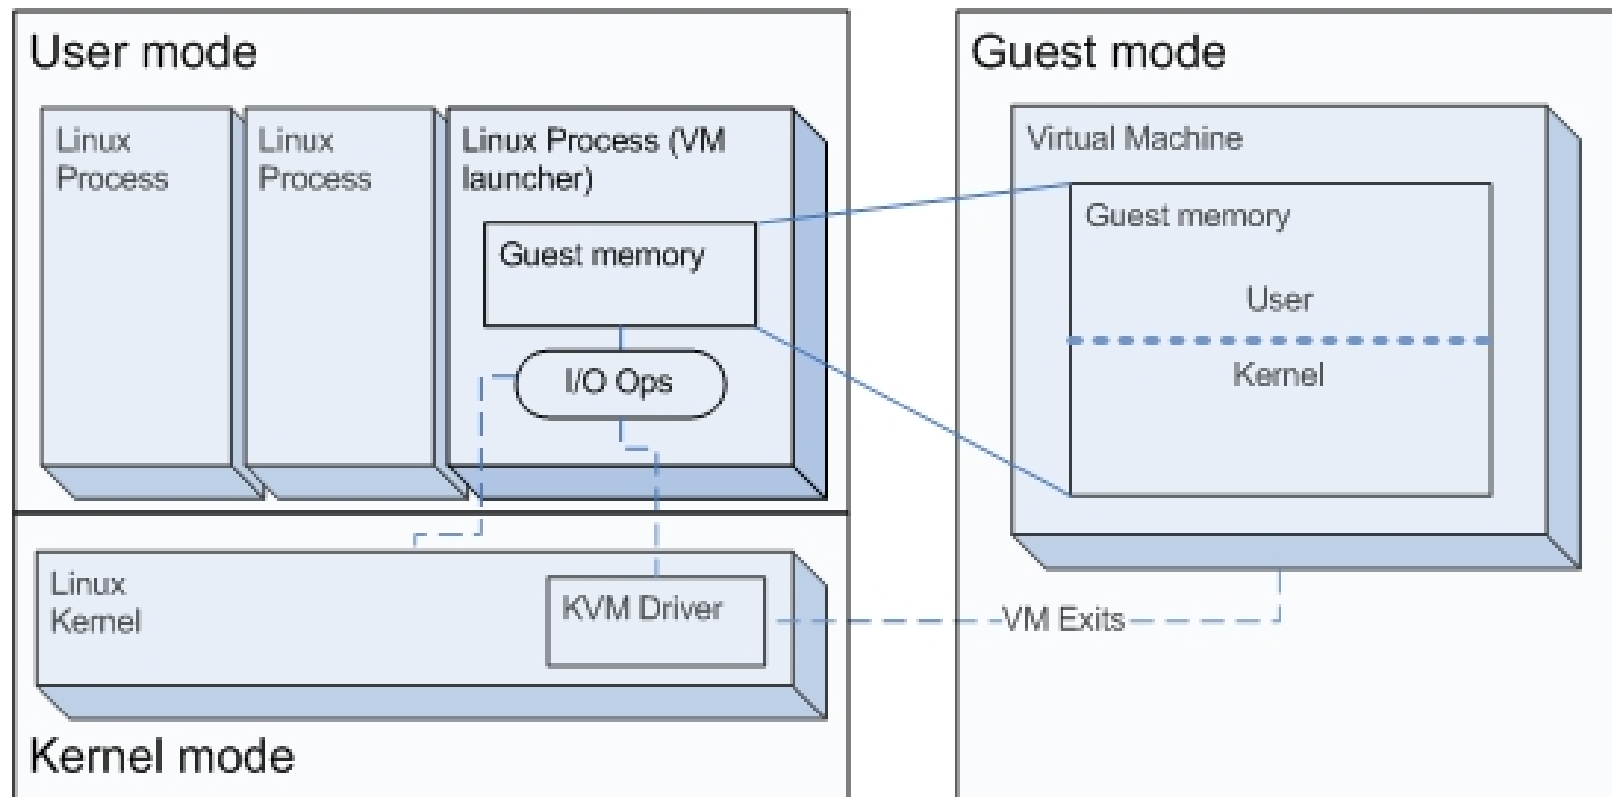 User mode
Linux
Process
Linux
Process
Linux Process (VM
launcher)
Guest memory
I/O Ops
Linux
Kernel
KVM Driver
Kernel mode
Guest mode
Virtual Machine
Guest memory
User
Kernel
VM Exits